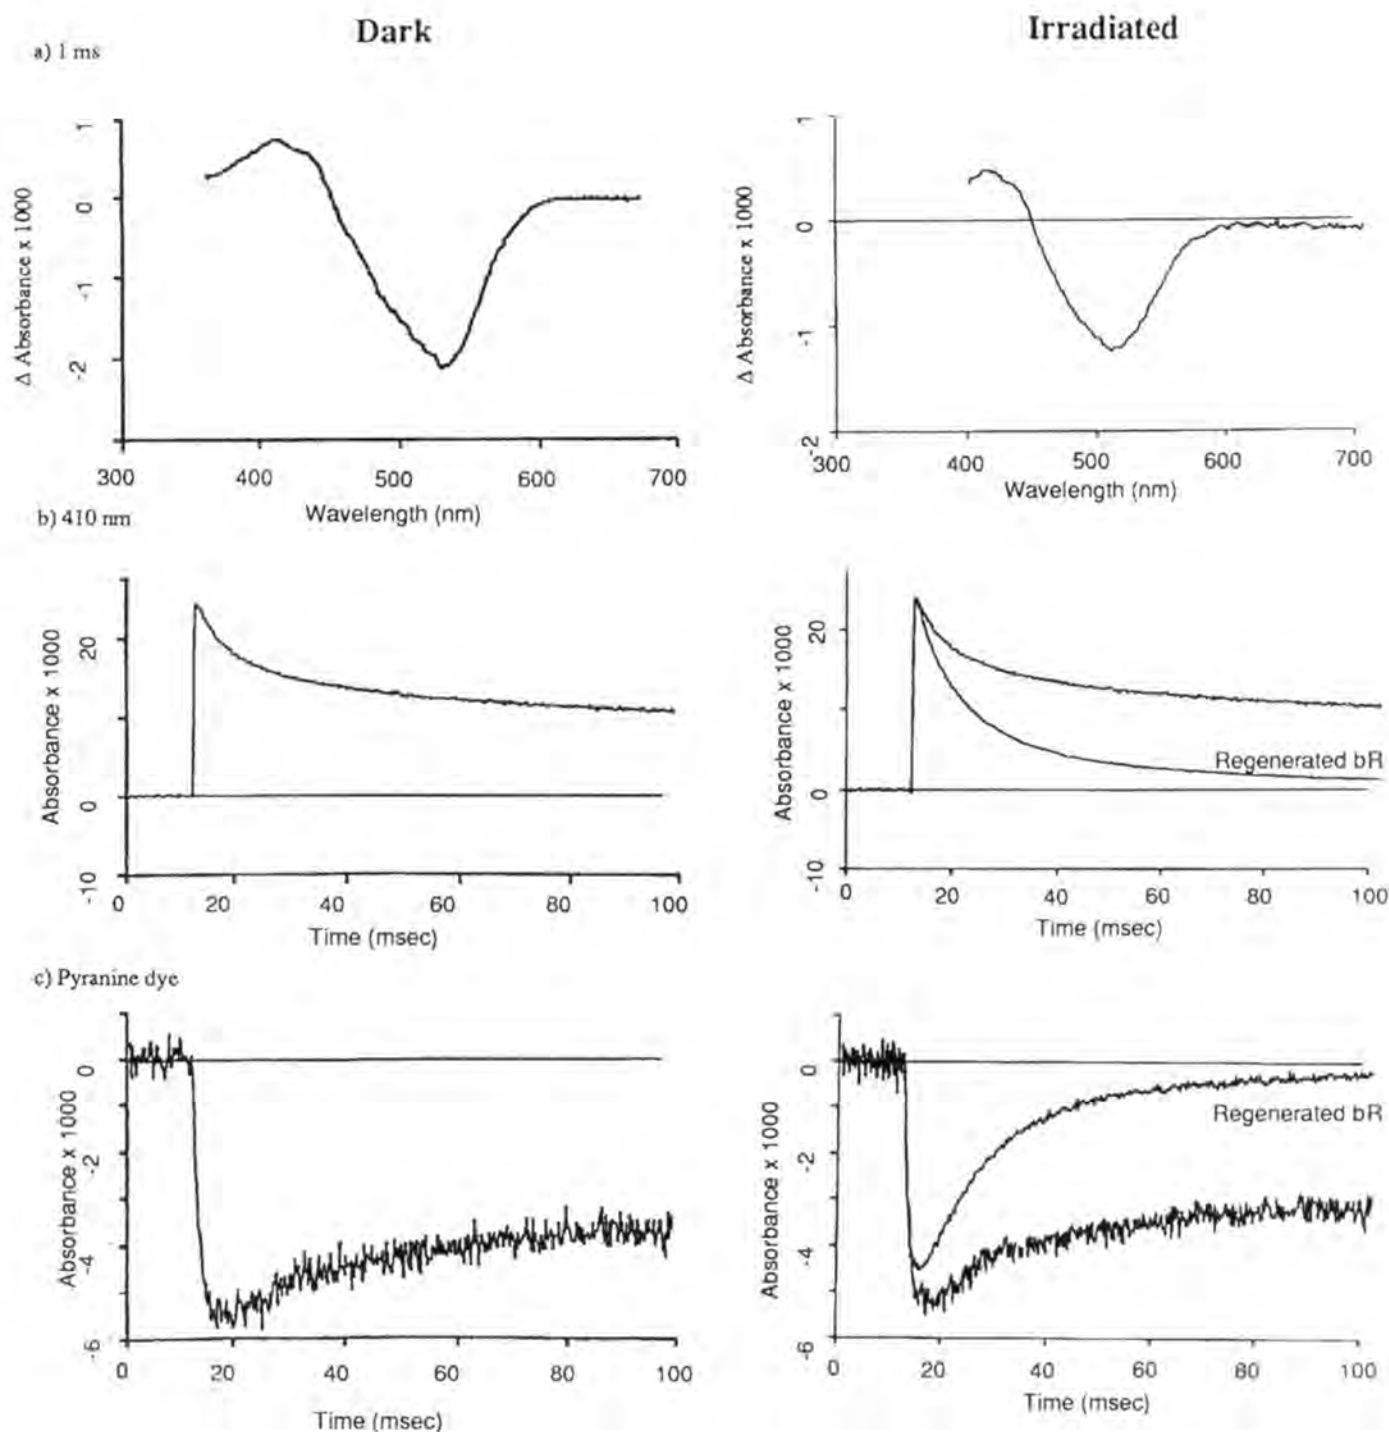 Dark
Irradiated
a) 1 ms
Δ Absorbance x 1000
1
0
-1
-2
300 400 500 600 700
Wavelength (nm)
Δ Absorbance x 1000
1
0
-1
-2
300 400 500 600 700
Wavelength (nm)
b) 410 nm
Absorbance x 1000
20
0
-10
0 20 40 60 80 100
Time (msec)
Absorbance x 1000
20
0
-10
Regenerated bR
0 20 40 60 80 100
Time (msec)
c) Pyranine dye
Absorbance x 1000
0
-2
-4
-6
0 20 40 60 80 100
Time (msec)
Absorbance x 1000
0
-2
-4
-6
Regenerated bR
0 20 40 60 80 100
Time (msec)